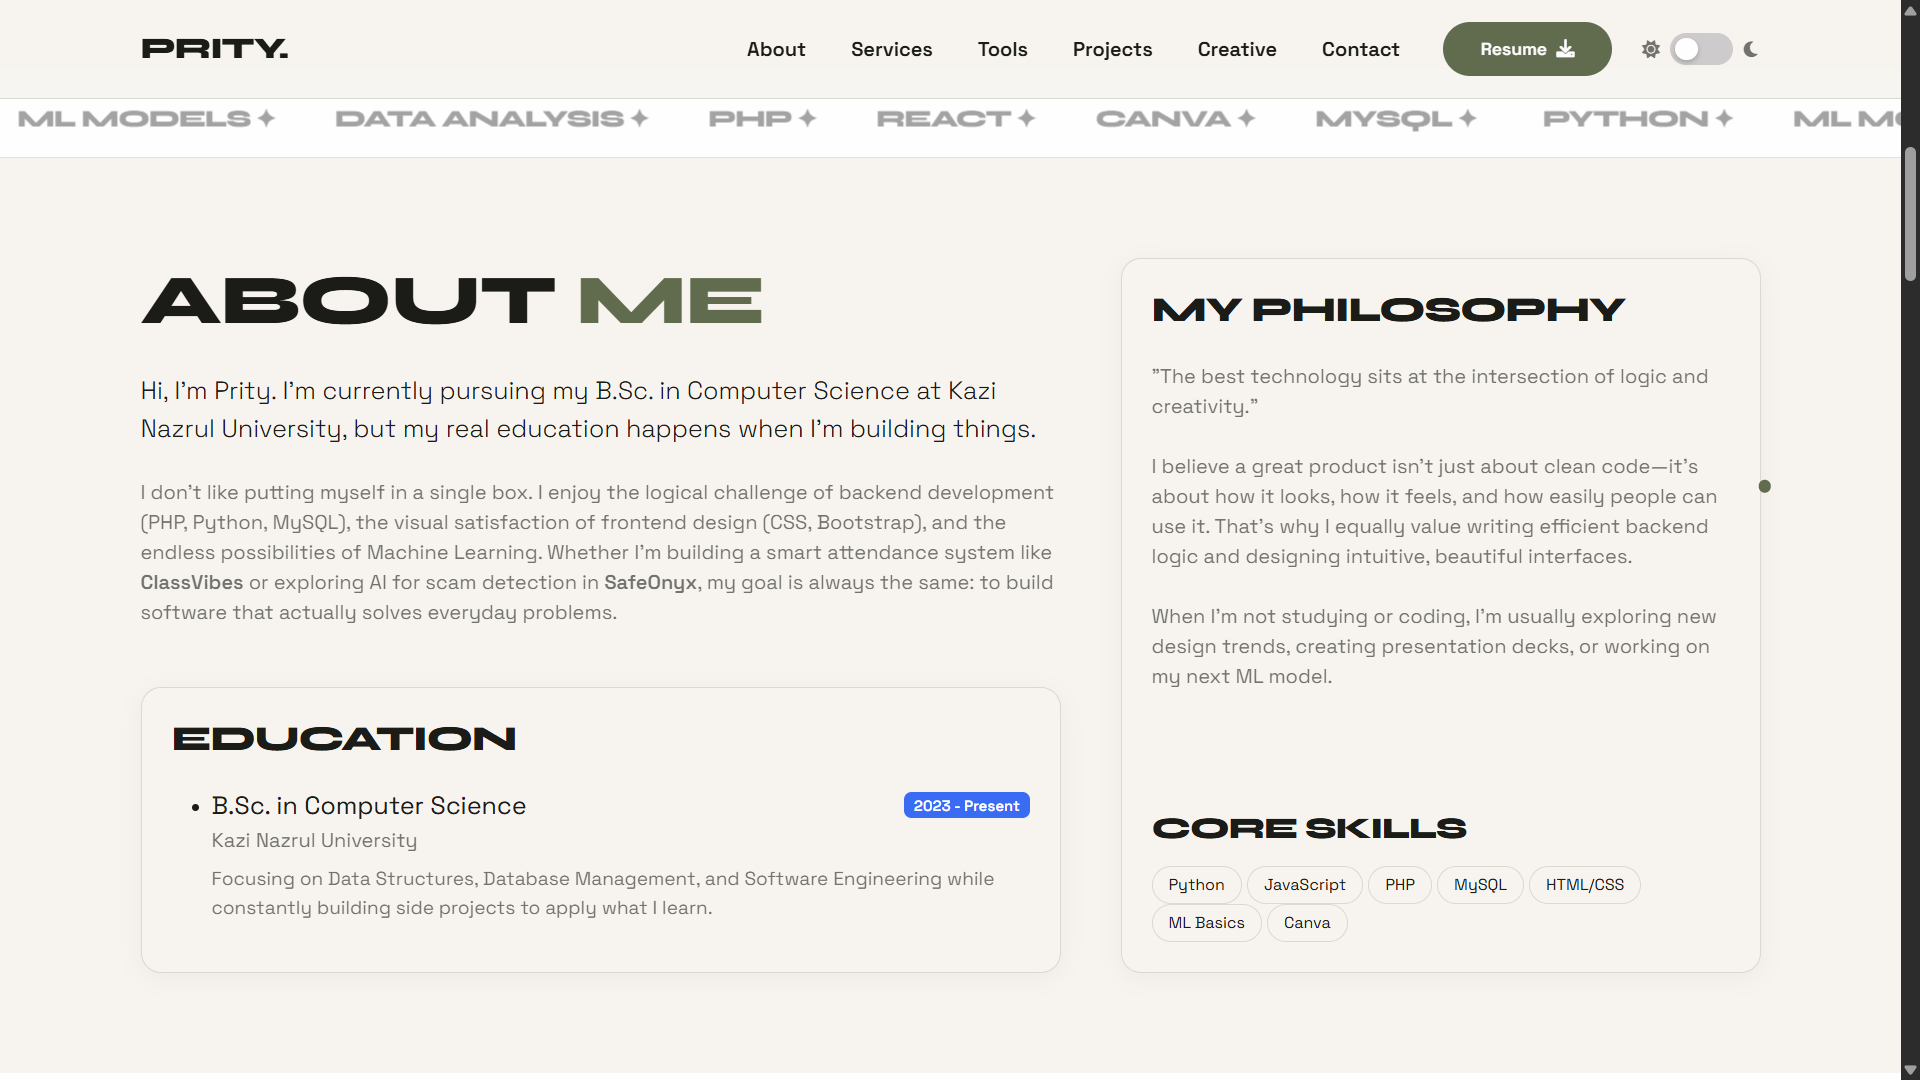 PRITY.
About Services Tools Projects Creative Contact Resume
ML MODELS ✦ DATA ANALYSIS ✦ PHP ✦ REACT ✦ CANVA ✦ MYSQL ✦ PYTHON ✦ ML MO
ABOUT ME
Hi, I’m Prity. I’m currently pursuing my B.Sc. in Computer Science at Kazi
Nazrul University, but my real education happens when I’m building things.
I don’t like putting myself in a single box. I enjoy the logical challenge of backend development
(PHP, Python, MySQL), the visual satisfaction of frontend design (CSS, Bootstrap), and the
endless possibilities of Machine Learning. Whether I’m building a smart attendance system like
ClassVibes or exploring AI for scam detection in SafeOnyx, my goal is always the same: to build
software that actually solves everyday problems.
EDUCATION
• B.Sc. in Computer Science 2023 - Present
Kazi Nazrul University
Focusing on Data Structures, Database Management, and Software Engineering while
constantly building side projects to apply what I learn.
MY PHILOSOPHY
”The best technology sits at the intersection of logic and
creativity.”
I believe a great product isn’t just about clean code—it’s
about how it looks, how it feels, and how easily people can
use it. That’s why I equally value writing efficient backend
logic and designing intuitive, beautiful interfaces.
When I’m not studying or coding, I’m usually exploring new
design trends, creating presentation decks, or working on
my next ML model.
CORE SKILLS
Python JavaScript PHP MySQL HTML/CSS
ML Basics Canva